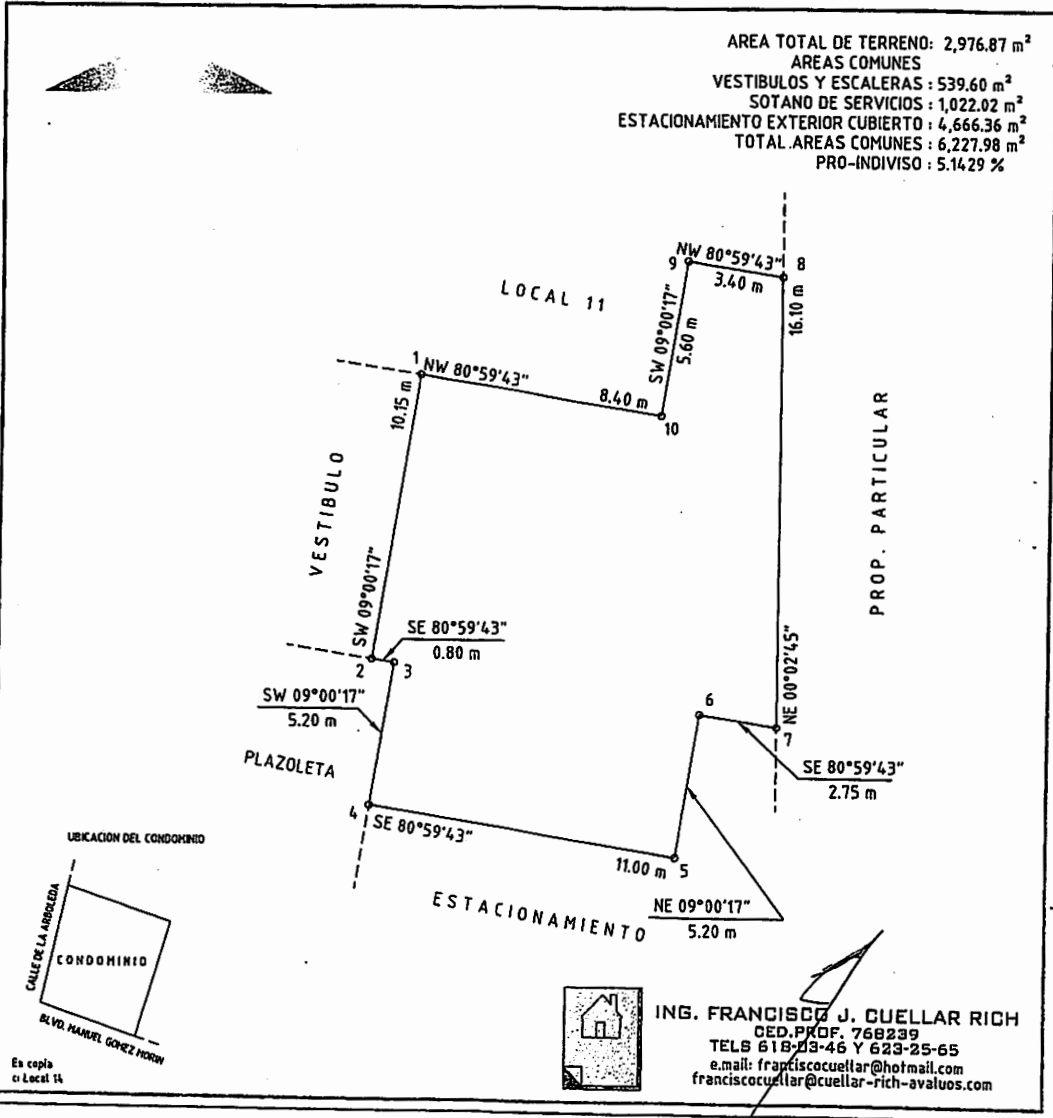 AREA TOTAL DE TERRENO: 2,976.87 m²
AREAS COMUNES
VESTIBULOS Y ESCALERAS : 539.60 m²
SOTANO DE SERVICIOS : 1,022.02 m²
ESTACIONAMIENTO EXTERIOR CUBIERTO : 4,666.36 m²
TOTAL.AREAS COMUNES : 6,227.98 m²
PRO-INDIVISO : 5.1429 %
NW 80°59'43"
9
8
3.40 m
16.10 m
LOCAL 11
SW 09°00'17"
5.60 m
1
NW 80°59'43"
8.40 m
10
10.15 m
VESTIBULO
PROP. PARTICULAR
SW 09°00'17"
SE 80°59'43"
0.80 m
2
3
SW 09°00'17"
5.20 m
NE 00°02'45"
6
7
SE 80°59'43"
2.75 m
PLAZOLETA
4
SE 80°59'43"
11.00 m
5
ESTACIONAMIENTO
NE 09°00'17"
5.20 m
UBICACION DEL CONDOMINIO
CALLE DE LA ARBOLEDA
CONDOMINIO
BLVD. MANUEL GOMEZ MORIN
Es copia
c: Local 14
ING. FRANCISCO J. CUELLAR RICH
CED.PROF. 768239
TELS 618-03-46 Y 623-25-65
e.mail: franciscocuellar@hotmail.com
franciscocuellar@cuellar-rich-avaluos.com